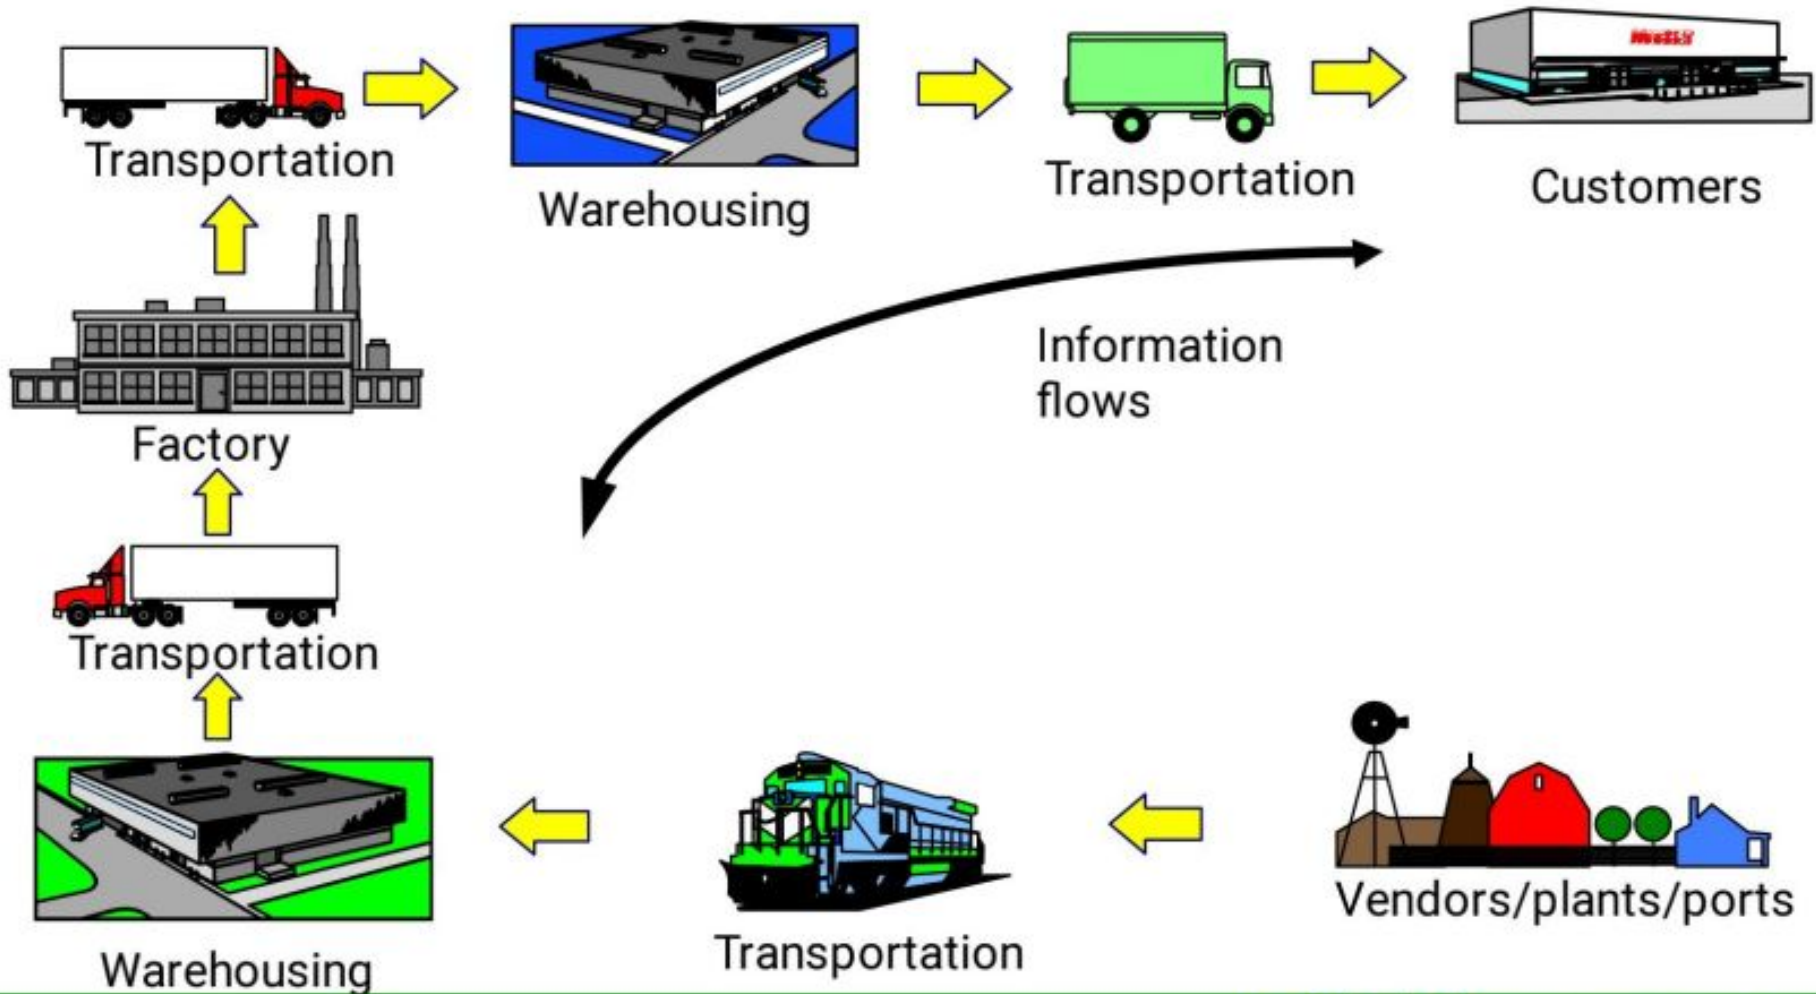 Transportation
Warehousing
Transportation
Customers
Information
flows
Factory
Transportation
Vendors/plants/ports
Transportation
Warehousing